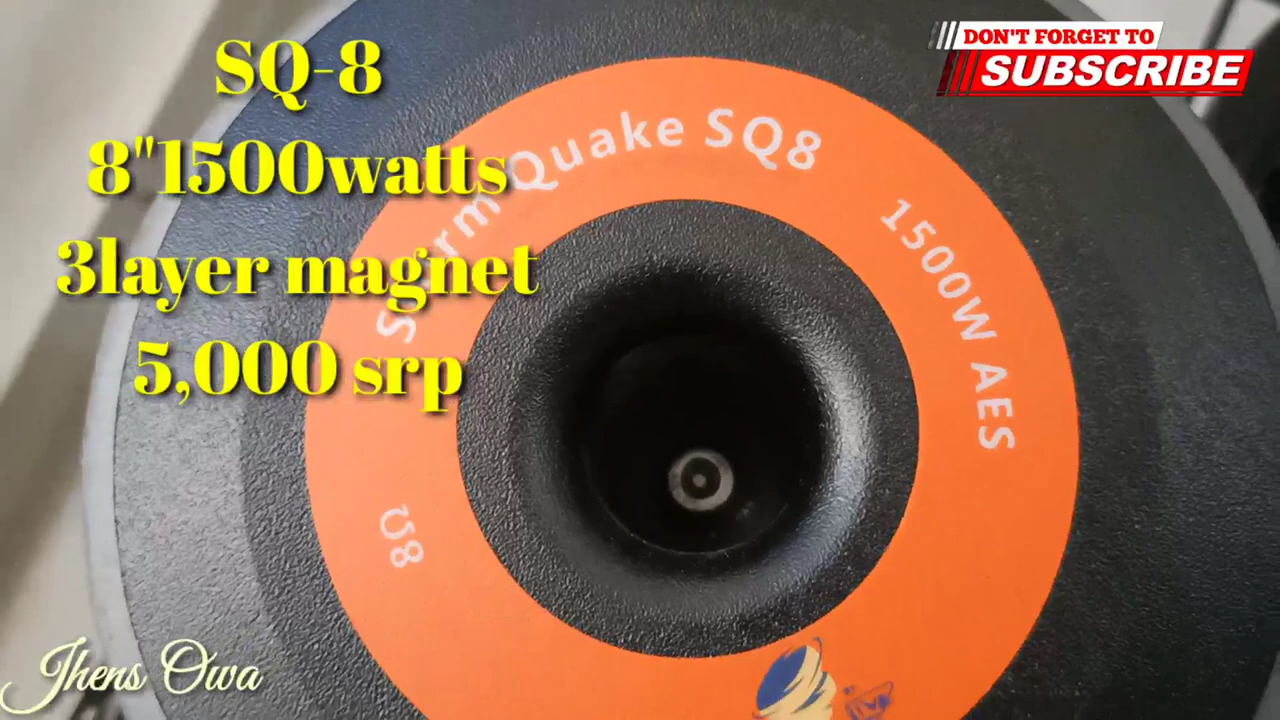 SQ-8
8"1500watts
3layer magnet
5,000 srp
DON'T FORGET TO
SUBSCRIBE
Storm Quake SQ8
1500W AES
8Ω
Jhens Owa